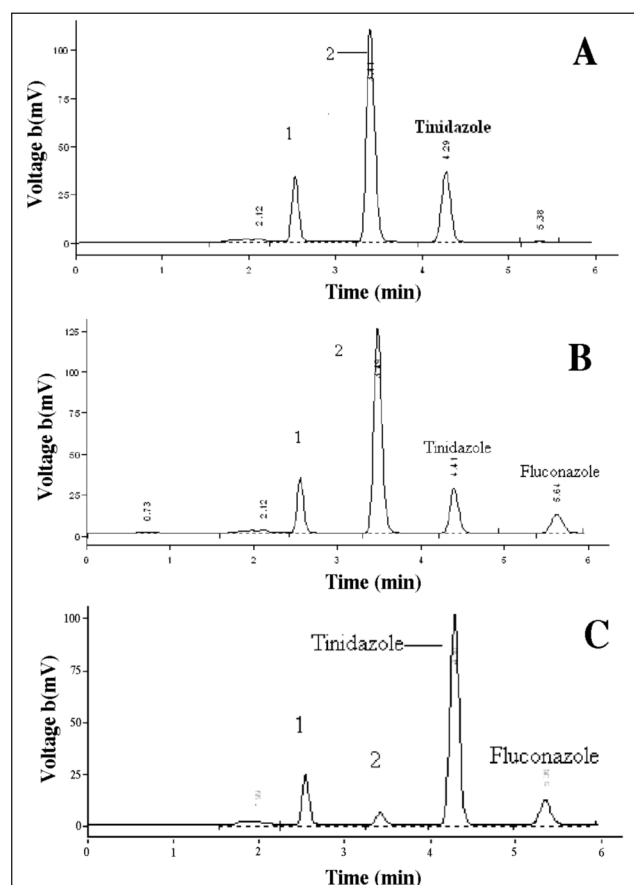 A
Voltage b(mV)
100
75
50
25
0
2
1
Tinidazole
2.12
4.29
5.38
0 1 2 3 4 5 6
Time (min)
B
Voltage b(mV)
125
100
75
50
25
0
2
1
Tinidazole
Fluconazole
0.73
2.12
4.41
5.64
0 1 2 3 4 5 6
Time (min)
C
Voltage b(mV)
100
75
50
25
0
Tinidazole
1
2
Fluconazole
0 1 2 3 4 5 6
Time (min)